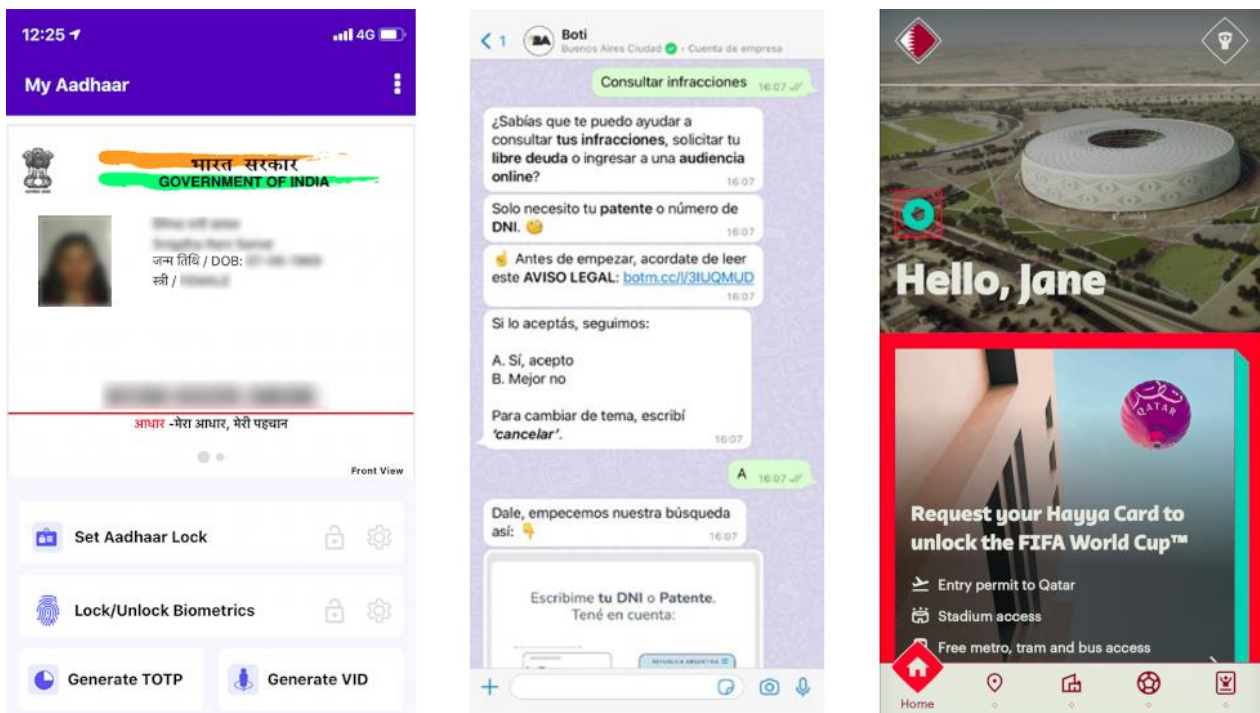 12:25
4G
My Aadhaar
भारत सरकार
GOVERNMENT OF INDIA
जन्म तिथि / DOB:
स्त्री /
आधार -मेरा आधार, मेरी पहचान
Front View
Set Aadhaar Lock
Lock/Unlock Biometrics
Generate TOTP
Generate VID
1
BA
Boti
Buenos Aires Ciudad - Cuenta de empresa
Consultar infracciones 16:07
¿Sabías que te puedo ayudar a
consultar tus infracciones, solicitar tu
libre deuda o ingresar a una audiencia
online?
16:07
Solo necesito tu patente o número de
DNI. 🧐
16:07
☝ Antes de empezar, acordate de leer
este AVISO LEGAL: botm.cc/l/3IUQMUD
16:07
Si lo aceptás, seguimos:
A. Sí, acepto
B. Mejor no
Para cambiar de tema, escribí
'cancelar'.
16:07
A 16:07
Dale, empecemos nuestra búsqueda
así: 👇
16:07
Escribime tu DNI o Patente.
Tené en cuenta:
REPUBLICA ARGENTINA
Hello, Jane
QATAR
Request your Hayya Card to
unlock the FIFA World Cup™
Entry permit to Qatar
Stadium access
Free metro, tram and bus access
Home